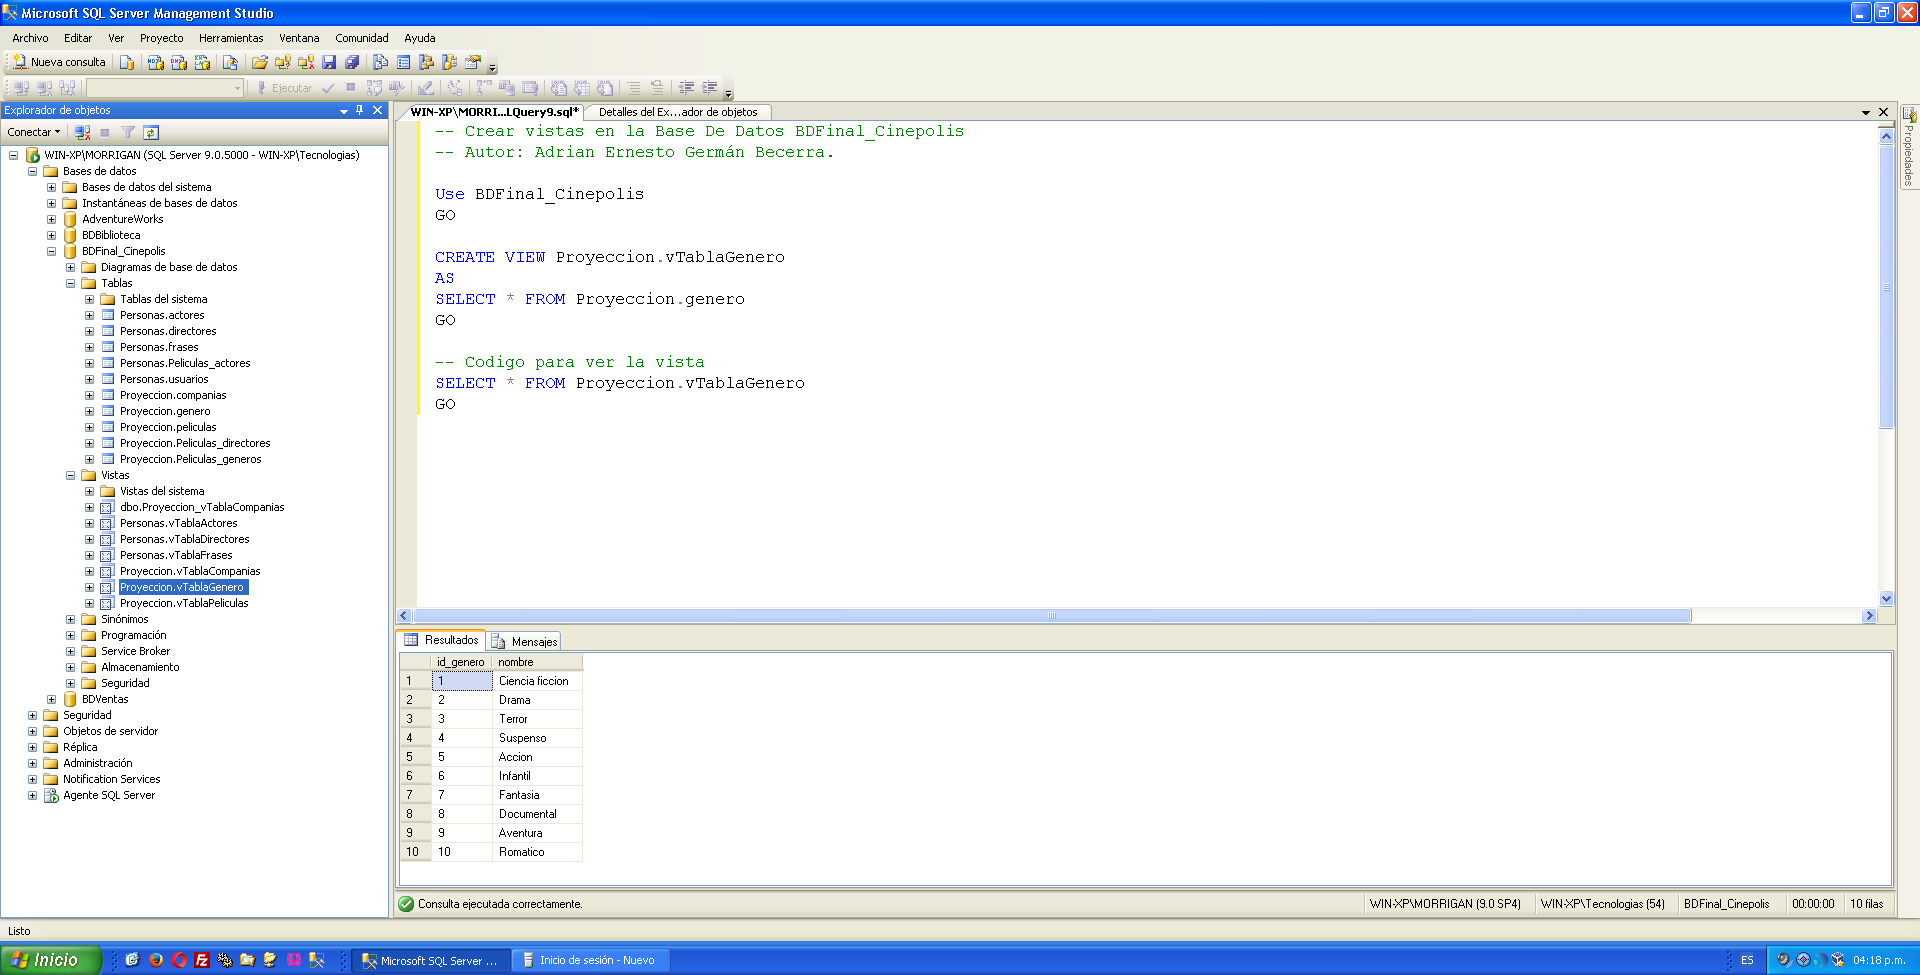 Microsoft SQL Server Management Studio
Archivo Editar Ver Proyecto Herramientas Ventana Comunidad Ayuda
Nueva consulta
Ejecutar
Explorador de objetos
Conectar
WIN-XP\MORRIGAN (SQL Server 9.0.5000 - WIN-XP\Tecnologias)
Bases de datos
Bases de datos del sistema
Instantáneas de bases de datos
AdventureWorks
BDBiblioteca
BDFinal_Cinepolis
Diagramas de base de datos
Tablas
Tablas del sistema
Personas.actores
Personas.directores
Personas.frases
Personas.Peliculas_actores
Personas.usuarios
Proyeccion.companias
Proyeccion.genero
Proyeccion.peliculas
Proyeccion.Peliculas_directores
Proyeccion.Peliculas_generos
Vistas
Vistas del sistema
dbo.Proyeccion_vTablaCompanias
Personas.vTablaActores
Personas.vTablaDirectores
Personas.vTablaFrases
Proyeccion.vTablaCompanias
Proyeccion.vTablaGenero
Proyeccion.vTablaPeliculas
Sinónimos
Programación
Service Broker
Almacenamiento
Seguridad
BDVentas
Seguridad
Objetos de servidor
Réplica
Administración
Notification Services
Agente SQL Server
WIN-XP\MORRI...LQuery9.sql* Detalles del Ex...ador de objetos
-- Crear vistas en la Base De Datos BDFinal_Cinepolis
-- Autor: Adrian Ernesto Germán Becerra.
Use BDFinal_Cinepolis
GO
CREATE VIEW Proyeccion.vTablaGenero
AS
SELECT * FROM Proyeccion.genero
GO
-- Codigo para ver la vista
SELECT * FROM Proyeccion.vTablaGenero
GO
Propiedades
Resultados Mensajes
id_genero nombre
1 1 Ciencia ficcion
2 2 Drama
3 3 Terror
4 4 Suspenso
5 5 Accion
6 6 Infantil
7 7 Fantasia
8 8 Documental
9 9 Aventura
10 10 Romatico
Consulta ejecutada correctamente. WIN-XP\MORRIGAN (9.0 SP4) WIN-XP\Tecnologias (54) BDFinal_Cinepolis 00:00:00 10 filas
Listo
Inicio Microsoft SQL Server ... Inicio de sesión - Nuevo ES 04:18 p.m.